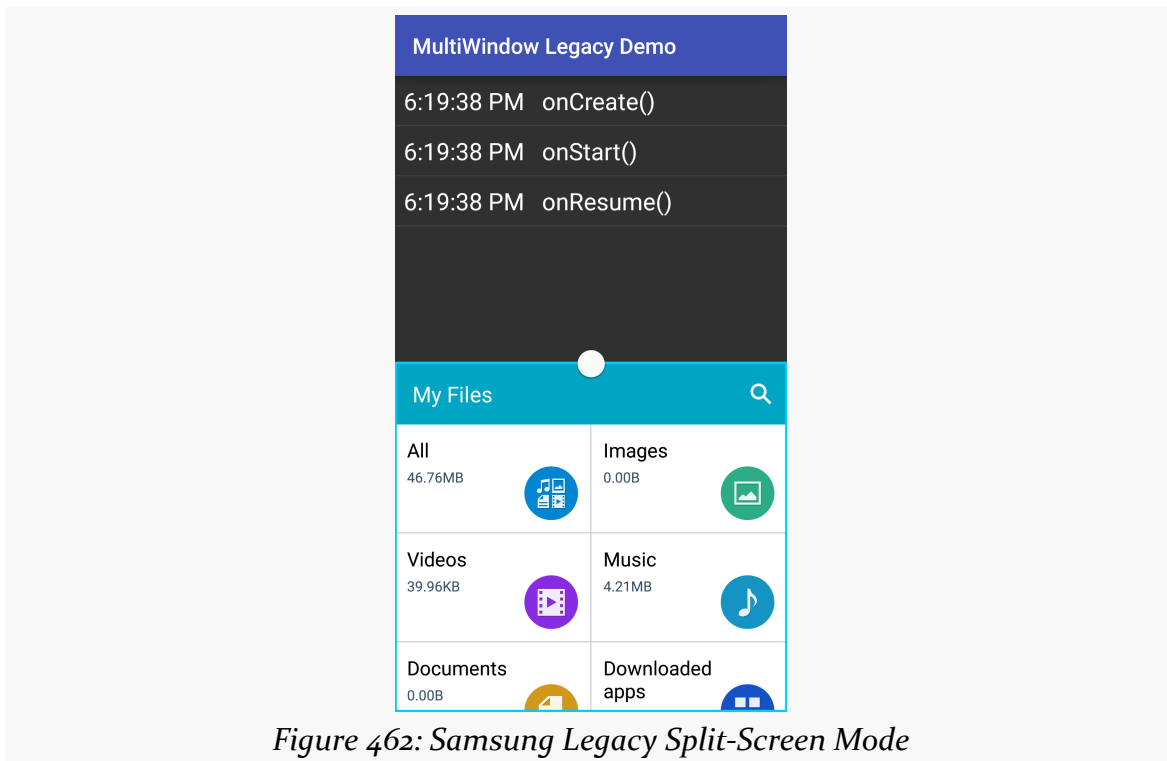 MultiWindow Legacy Demo
6:19:38 PM onCreate()
6:19:38 PM onStart()
6:19:38 PM onResume()
My Files
All
46.76MB
Images
0.00B
Videos
39.96KB
Music
4.21MB
Documents
0.00B
Downloaded
apps
Figure 462: Samsung Legacy Split-Screen Mode